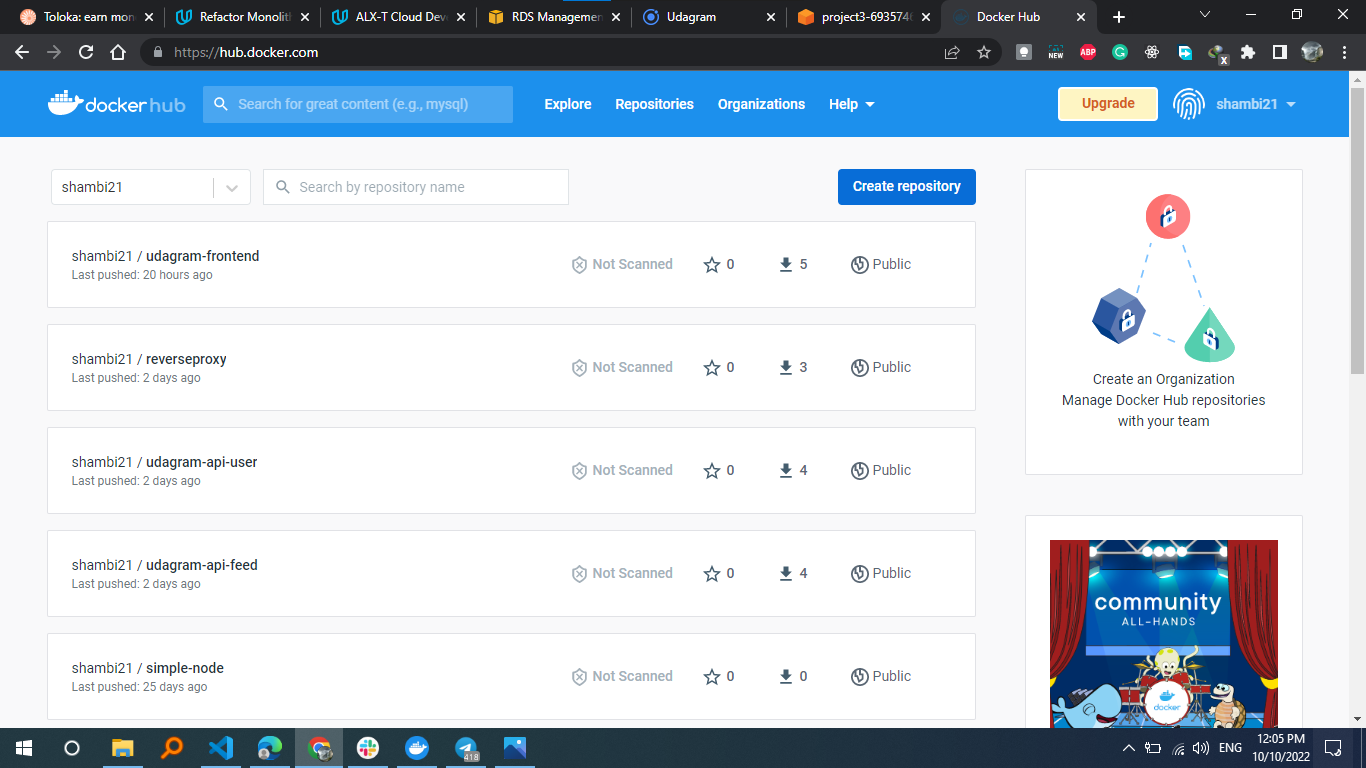 Toloka: earn mon
Refactor Monolith
ALX-T Cloud Dev
RDS Managemen
Udagram
project3-6935746
Docker Hub
https://hub.docker.com
NEW
ABP
X
docker hub
Search for great content (e.g., mysql)
Explore
Repositories
Organizations
Help
Upgrade
shambi21
shambi21
Search by repository name
Create repository
shambi21 / udagram-frontend
Last pushed: 20 hours ago
Not Scanned
0
5
Public
shambi21 / reverseproxy
Last pushed: 2 days ago
Not Scanned
0
3
Public
shambi21 / udagram-api-user
Last pushed: 2 days ago
Not Scanned
0
4
Public
shambi21 / udagram-api-feed
Last pushed: 2 days ago
Not Scanned
0
4
Public
shambi21 / simple-node
Last pushed: 25 days ago
Not Scanned
0
0
Public
Create an Organization
Manage Docker Hub repositories
with your team
community
ALL-HANDS
docker
418
ENG
12:05 PM
10/10/2022